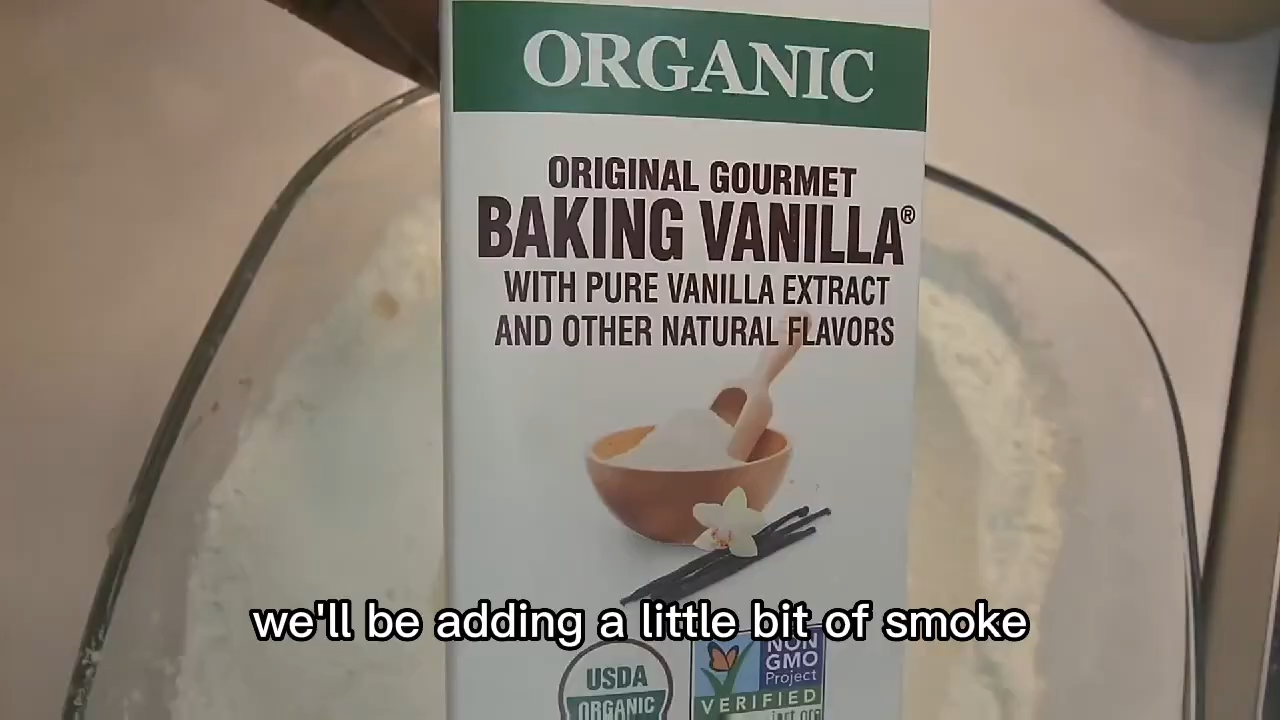 ORGANIC
ORIGINAL GOURMET
BAKING VANILLA®
WITH PURE VANILLA EXTRACT
AND OTHER NATURAL FLAVORS
we'll be adding a little bit of smoke
USDA
ORGANIC
NON
GMO
Project
VERIFIED